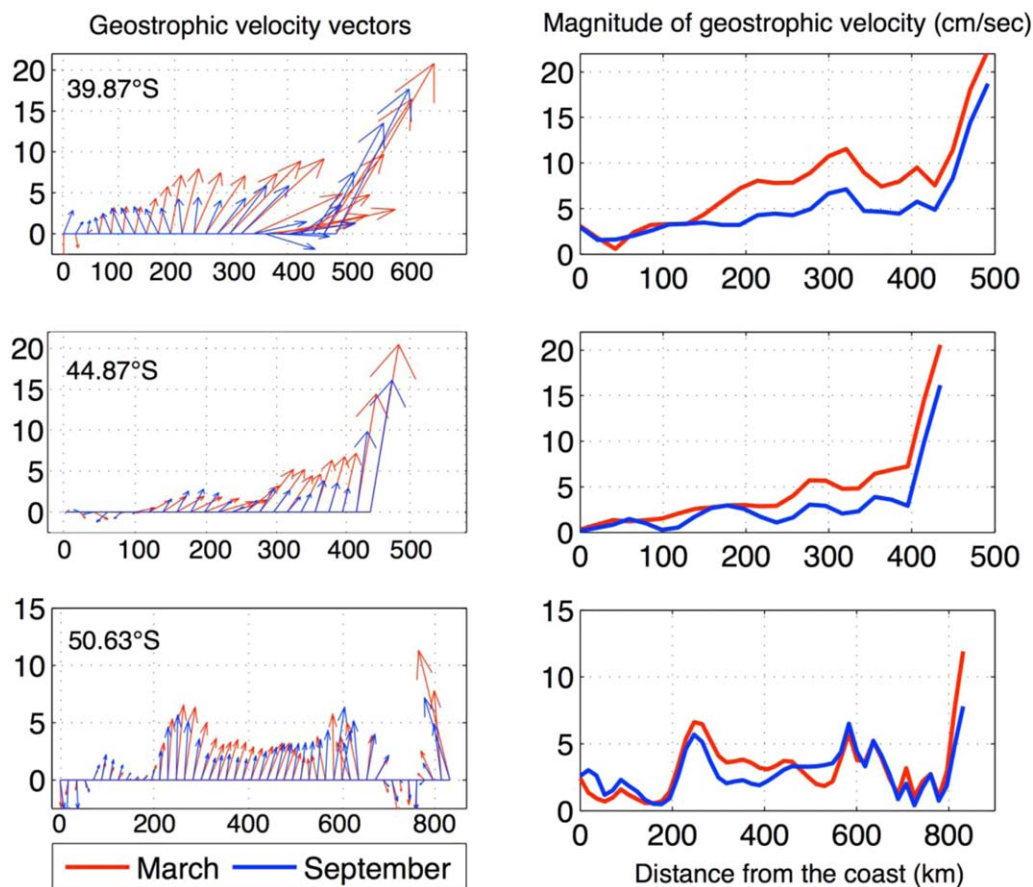 Geostrophic velocity vectors
Magnitude of geostrophic velocity (cm/sec)
20
15
10
5
0
39.87°S
0 100 200 300 400 500 600
20
15
10
5
0
0 100 200 300 400 500
20
15
10
5
0
44.87°S
0 100 200 300 400 500
20
15
10
5
0
0 100 200 300 400 500
15
10
5
0
50.63°S
0 200 400 600 800
15
10
5
0
0 200 400 600 800
March September
Distance from the coast (km)